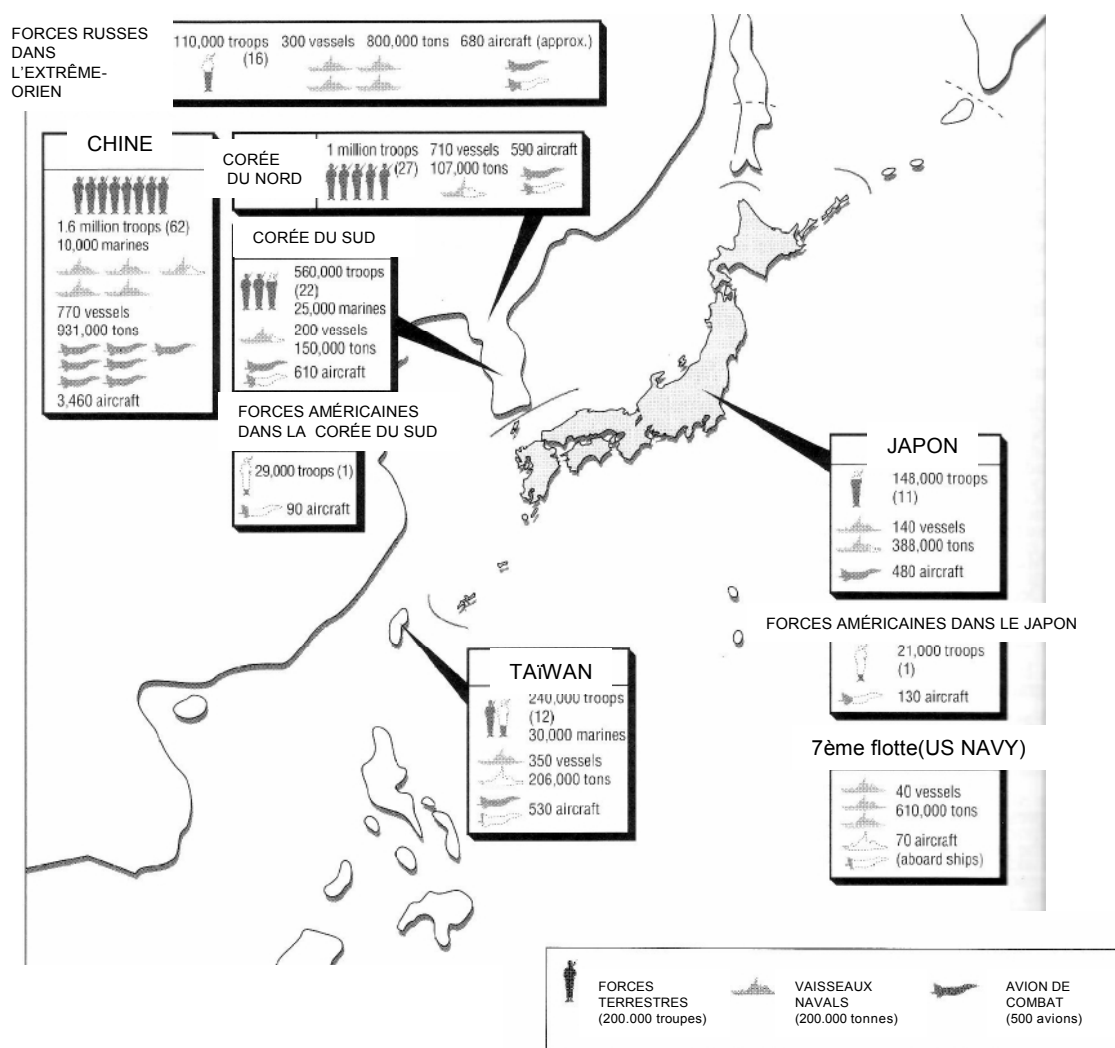 FORCES RUSSES
DANS
L'EXTRÊME-
ORIEN
110,000 troops
(16)
300 vessels
800,000 tons
680 aircraft (approx.)
CHINE
1.6 million troops (62)
10,000 marines
770 vessels
931,000 tons
3,460 aircraft
CORÉE
DU NORD
1 million troops
(27)
710 vessels
107,000 tons
590 aircraft
CORÉE DU SUD
560,000 troops
(22)
25,000 marines
200 vessels
150,000 tons
610 aircraft
FORCES AMÉRICAINES
DANS LA CORÉE DU SUD
29,000 troops (1)
90 aircraft
JAPON
148,000 troops
(11)
140 vessels
388,000 tons
480 aircraft
FORCES AMÉRICAINES DANS LE JAPON
21,000 troops
(1)
130 aircraft
TAïWAN
240,000 troops
(12)
30,000 marines
350 vessels
206,000 tons
530 aircraft
7ème flotte(US NAVY)
40 vessels
610,000 tons
70 aircraft
(aboard ships)
FORCES
TERRESTRES
(200.000 troupes)
VAISSEAUX
NAVALS
(200.000 tonnes)
AVION DE
COMBAT
(500 avions)